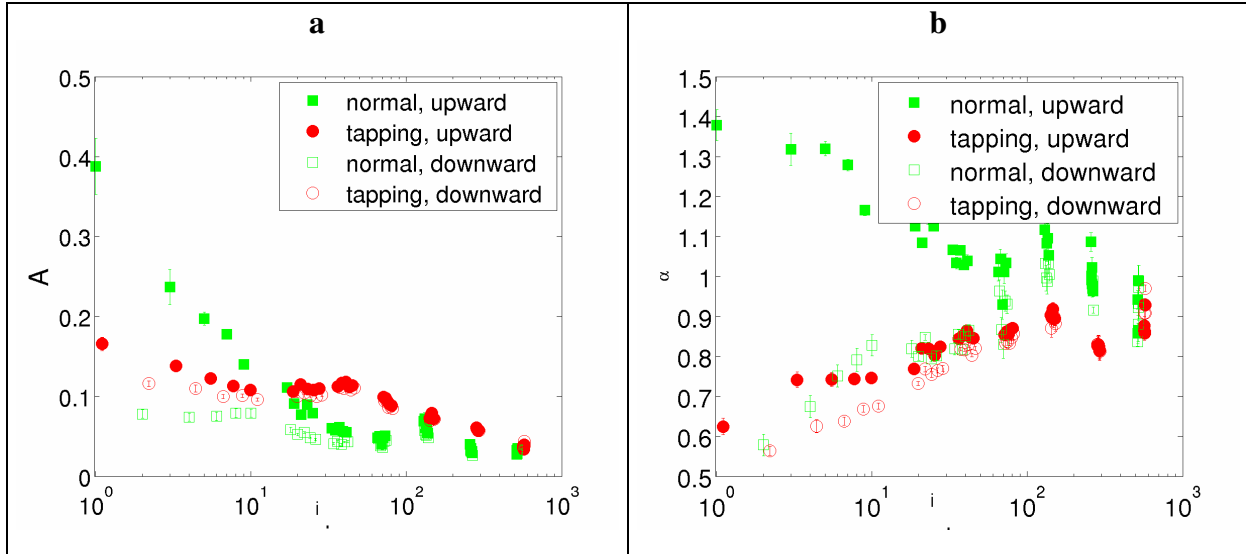 a
0.5
0.4
0.3
0.2
0.1
0
A
10^0
10^1
10^2
10^3
i
normal, upward
tapping, upward
normal, downward
tapping, downward
b
1.5
1.4
1.3
1.2
1.1
1
0.9
0.8
0.7
0.6
0.5
α
10^0
10^1
10^2
10^3
i
normal, upward
tapping, upward
normal, downward
tapping, downward